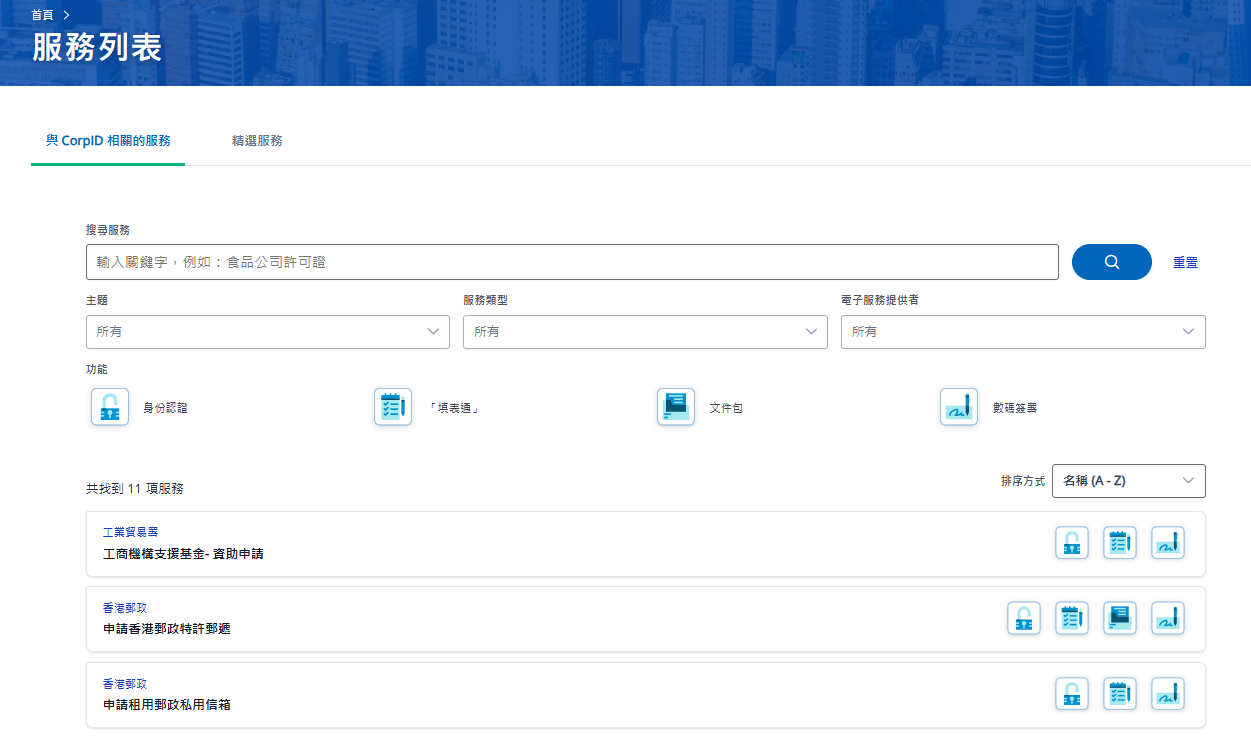 首頁
服務列表
與 CorpID 相關的服務
精選服務
搜尋服務
輸入關鍵字，例如：食品公司許可證
重置
主題
服務類型
電子服務提供者
所有
所有
所有
功能
身份認證
「填表通」
文件包
數碼簽署
共找到 11 項服務
排序方式
名稱 (A - Z)
工業貿易署
工商機構支援基金- 資助申請
香港郵政
申請香港郵政特許郵遞
香港郵政
申請租用郵政私用信箱